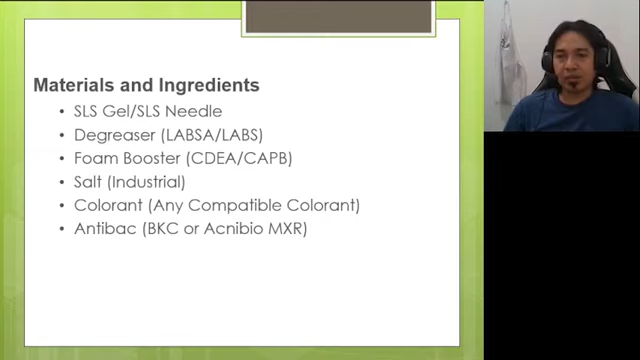 Materials and Ingredients
• SLS Gel/SLS Needle
• Degreaser (LABSA/LABS)
• Foam Booster (CDEA/CAPB)
• Salt (Industrial)
• Colorant (Any Compatible Colorant)
• Antibac (BKC or Acnibio MXR)